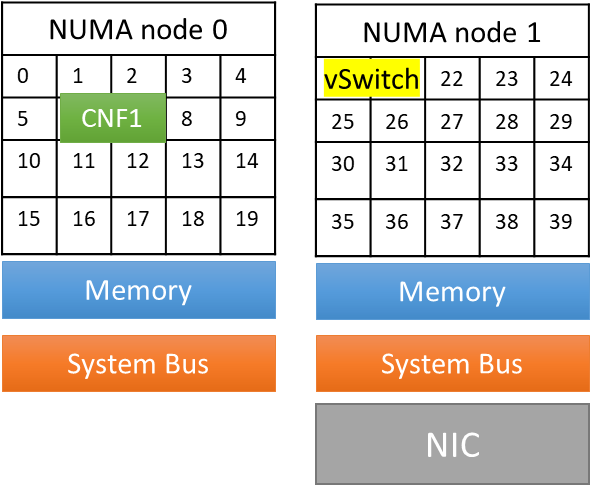 NUMA node 0
0 1 2 3 4
5 CNF1 8 9
10 11 12 13 14
15 16 17 18 19
Memory
System Bus
NUMA node 1
vSwitch 22 23 24
25 26 27 28 29
30 31 32 33 34
35 36 37 38 39
Memory
System Bus
NIC